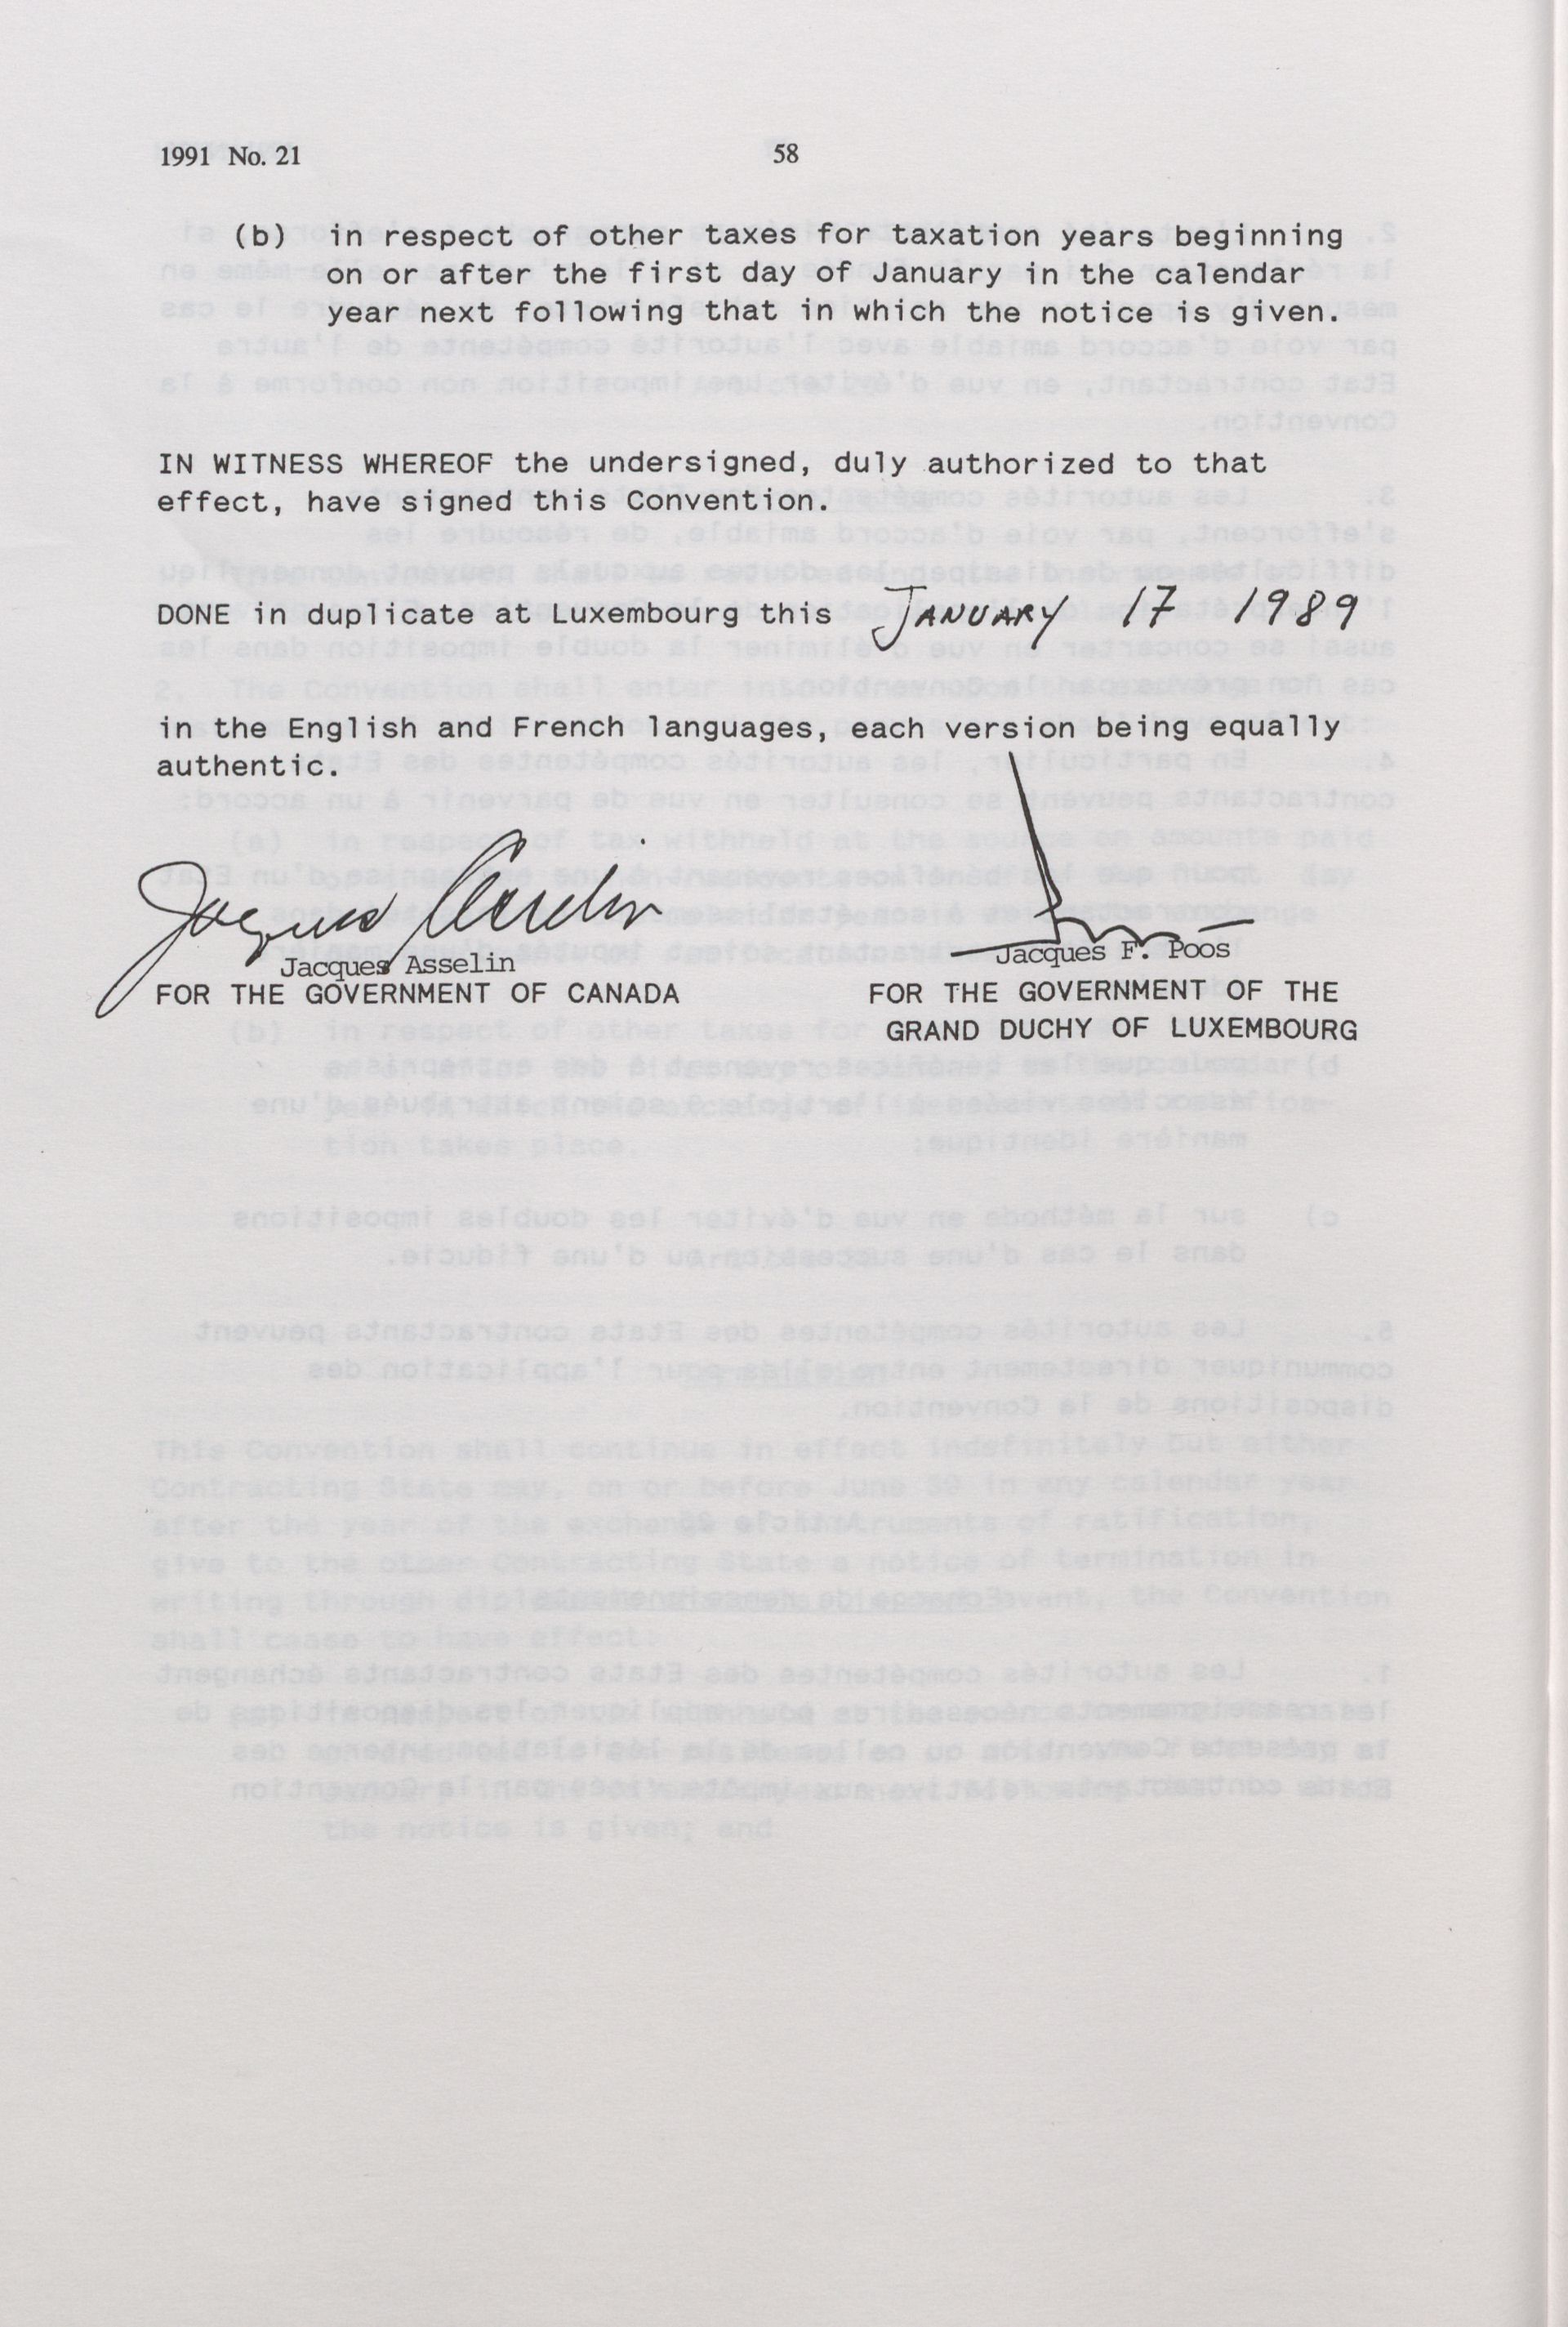 1991 No. 21
58
(b) in respect of other taxes for taxation years beginning
on or after the first day of January in the calendar
year next following that in which the notice is given.
IN WITNESS WHEREOF the undersigned, duly authorized to that
effect, have signed this Convention.
DONE in duplicate at Luxembourg this JANUARY 17 1989
in the English and French languages, each version being equally
authentic.
Jacques Asselin
Jacques Asselin
FOR THE GOVERNMENT OF CANADA
Jacques F. Poos
FOR THE GOVERNMENT OF THE
GRAND DUCHY OF LUXEMBOURG